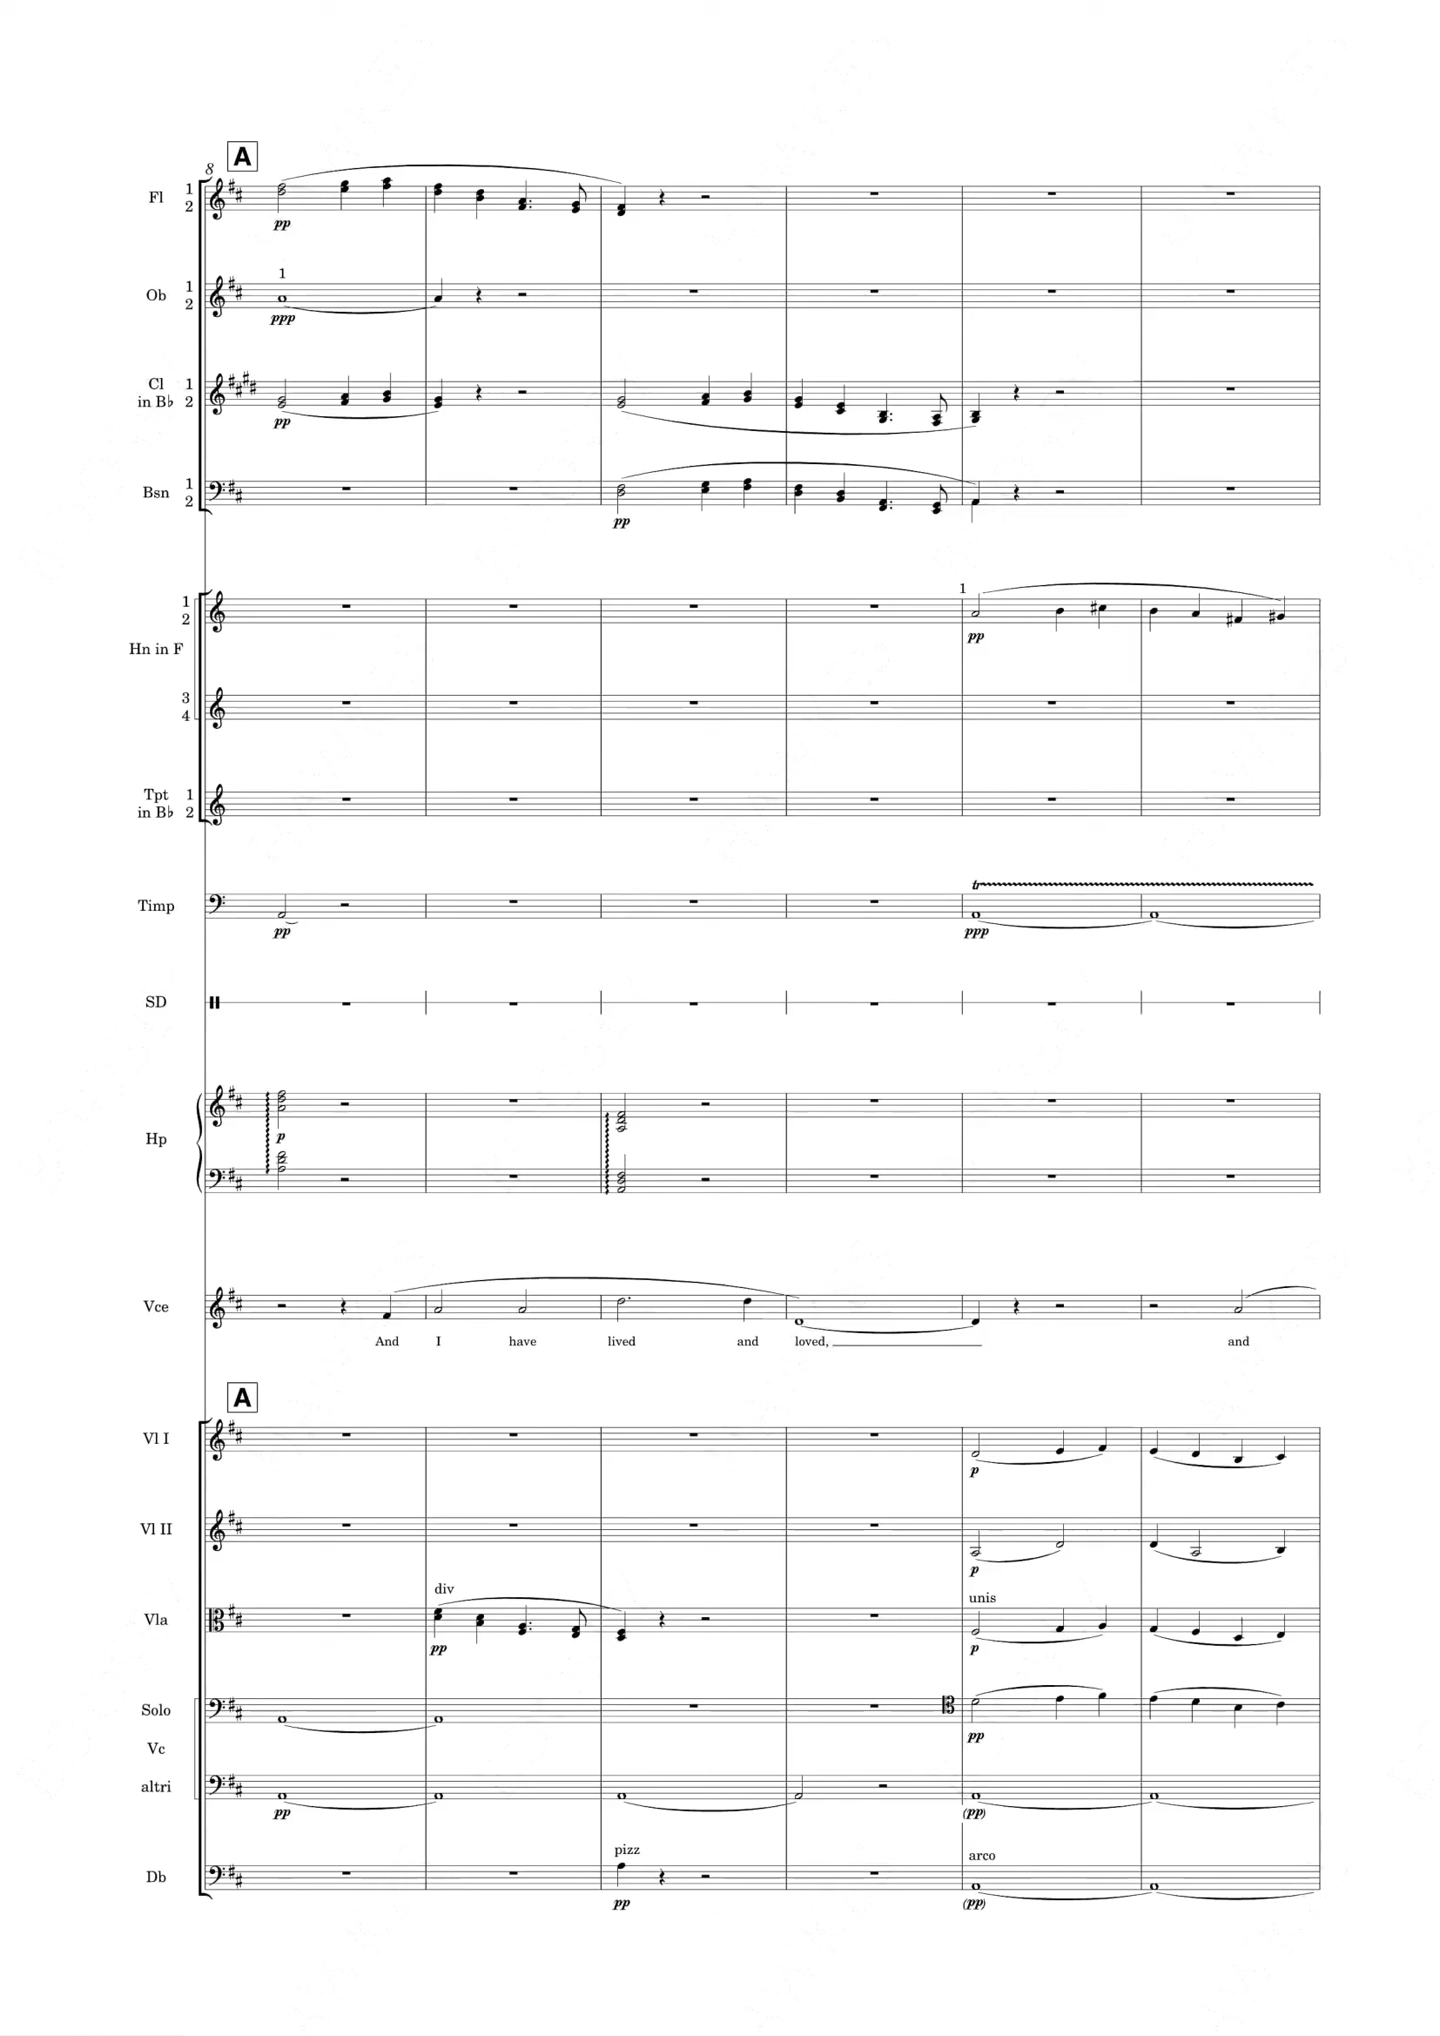 A
8
Fl 1
2
pp
1
Ob 1
2
ppp
Cl 1
in B♭ 2
pp
Bsn 1
2
pp
1
1
2
pp
Hn in F
3
4
Tpt 1
in B♭ 2
tr
Timp
pp ppp
SD
p
Hp
Vce
And I have lived and loved, and
A
Vl I
p
Vl II
p
div unis
Vla
pp p
Solo
pp
Vc
altri
pp (pp)
pizz arco
Db
pp (pp)